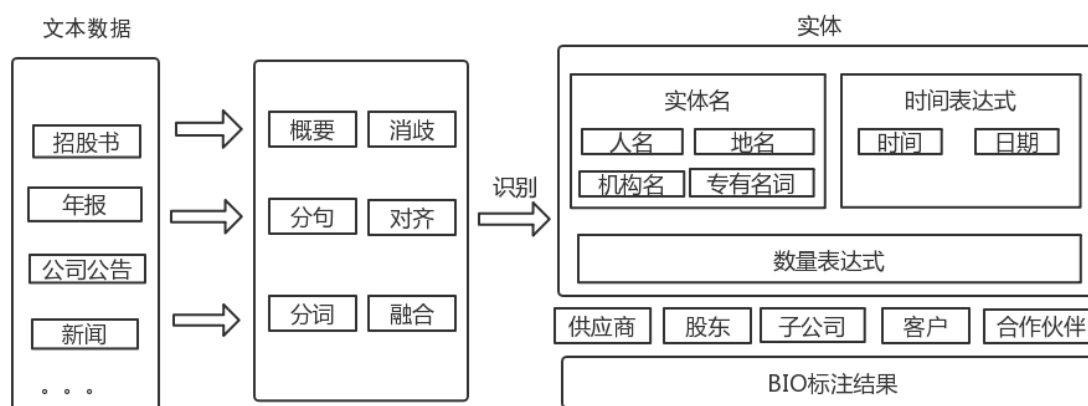 文本数据
招股书
年报
公司公告
新闻
。。。
概要 消歧
分句 对齐
分词 融合
识别
实体
实体名
人名 地名
机构名 专有名词
时间表达式
时间 日期
数量表达式
供应商 股东 子公司 客户 合作伙伴
BIO标注结果